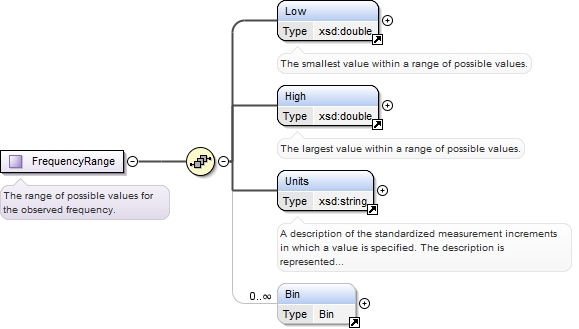 Low
Type xsd:double
The smallest value within a range of possible values.
High
Type xsd:double
The largest value within a range of possible values.
FrequencyRange
The range of possible values for
the observed frequency.
Units
Type xsd:string
A description of the standardized measurement increments
in which a value is specified. The description is
represented...
0..∞
Bin
Type Bin